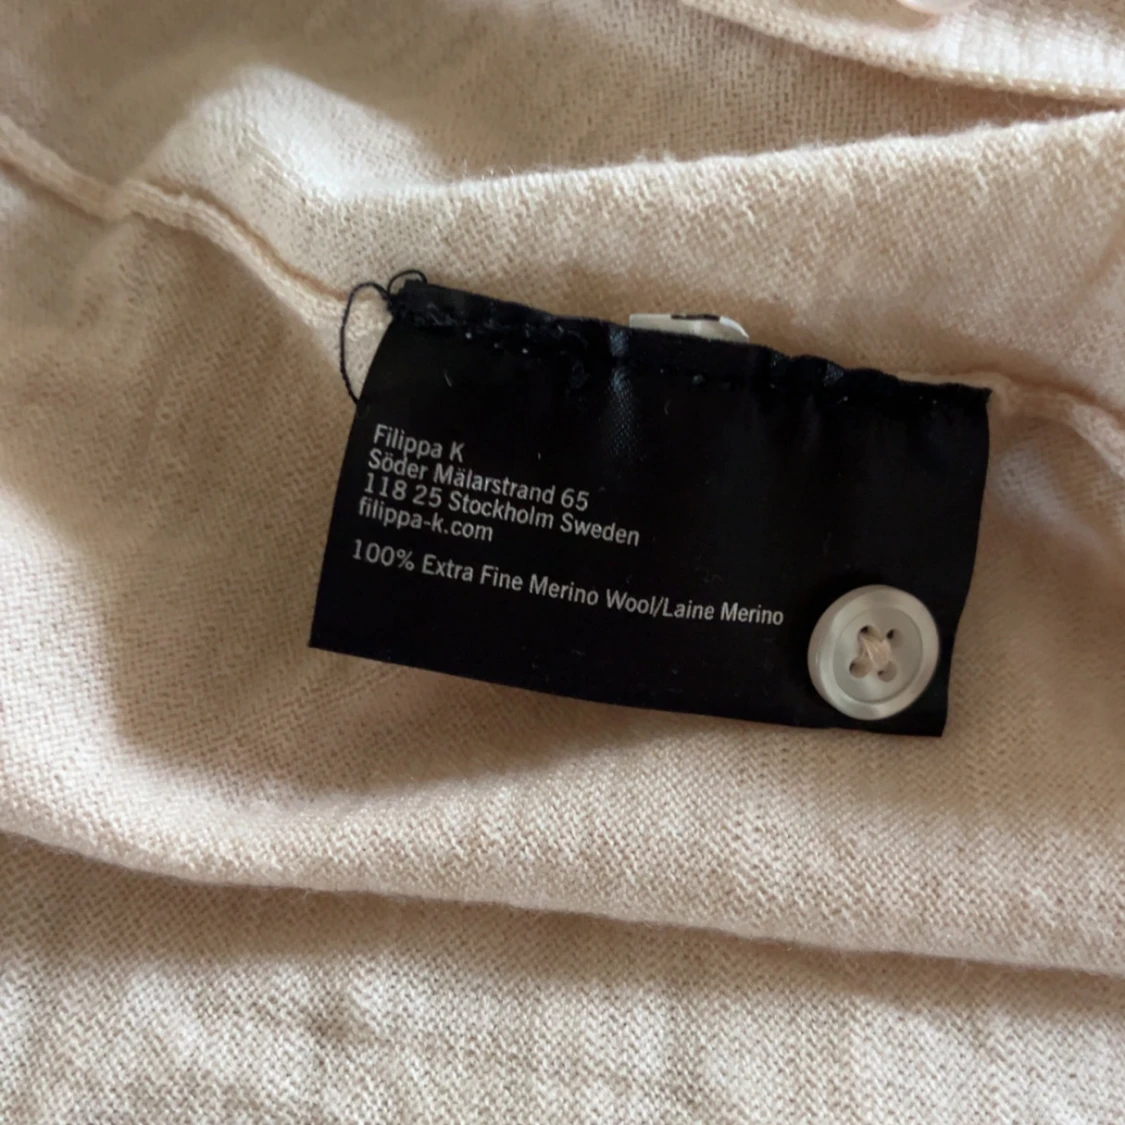 Filippa K
Söder Mälarstrand 65
118 25 Stockholm Sweden
filippa-k.com
100% Extra Fine Merino Wool/Laine Merino